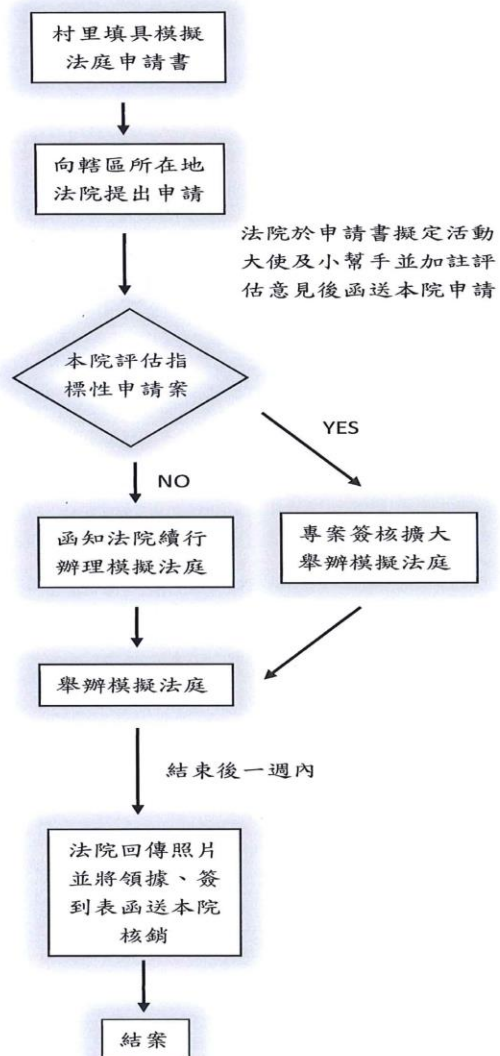 村里填具模擬
法庭申請書
向轄區所在地
法院提出申請
法院於申請書擬定活動
大使及小幫手並加註評
估意見後函送本院申請
本院評估指
標性申請案
YES
NO
函知法院續行
辦理模擬法庭
專案簽核擴大
舉辦模擬法庭
舉辦模擬法庭
結束後一週內
法院回傳照片
並將領據、簽
到表函送本院
核銷
結案